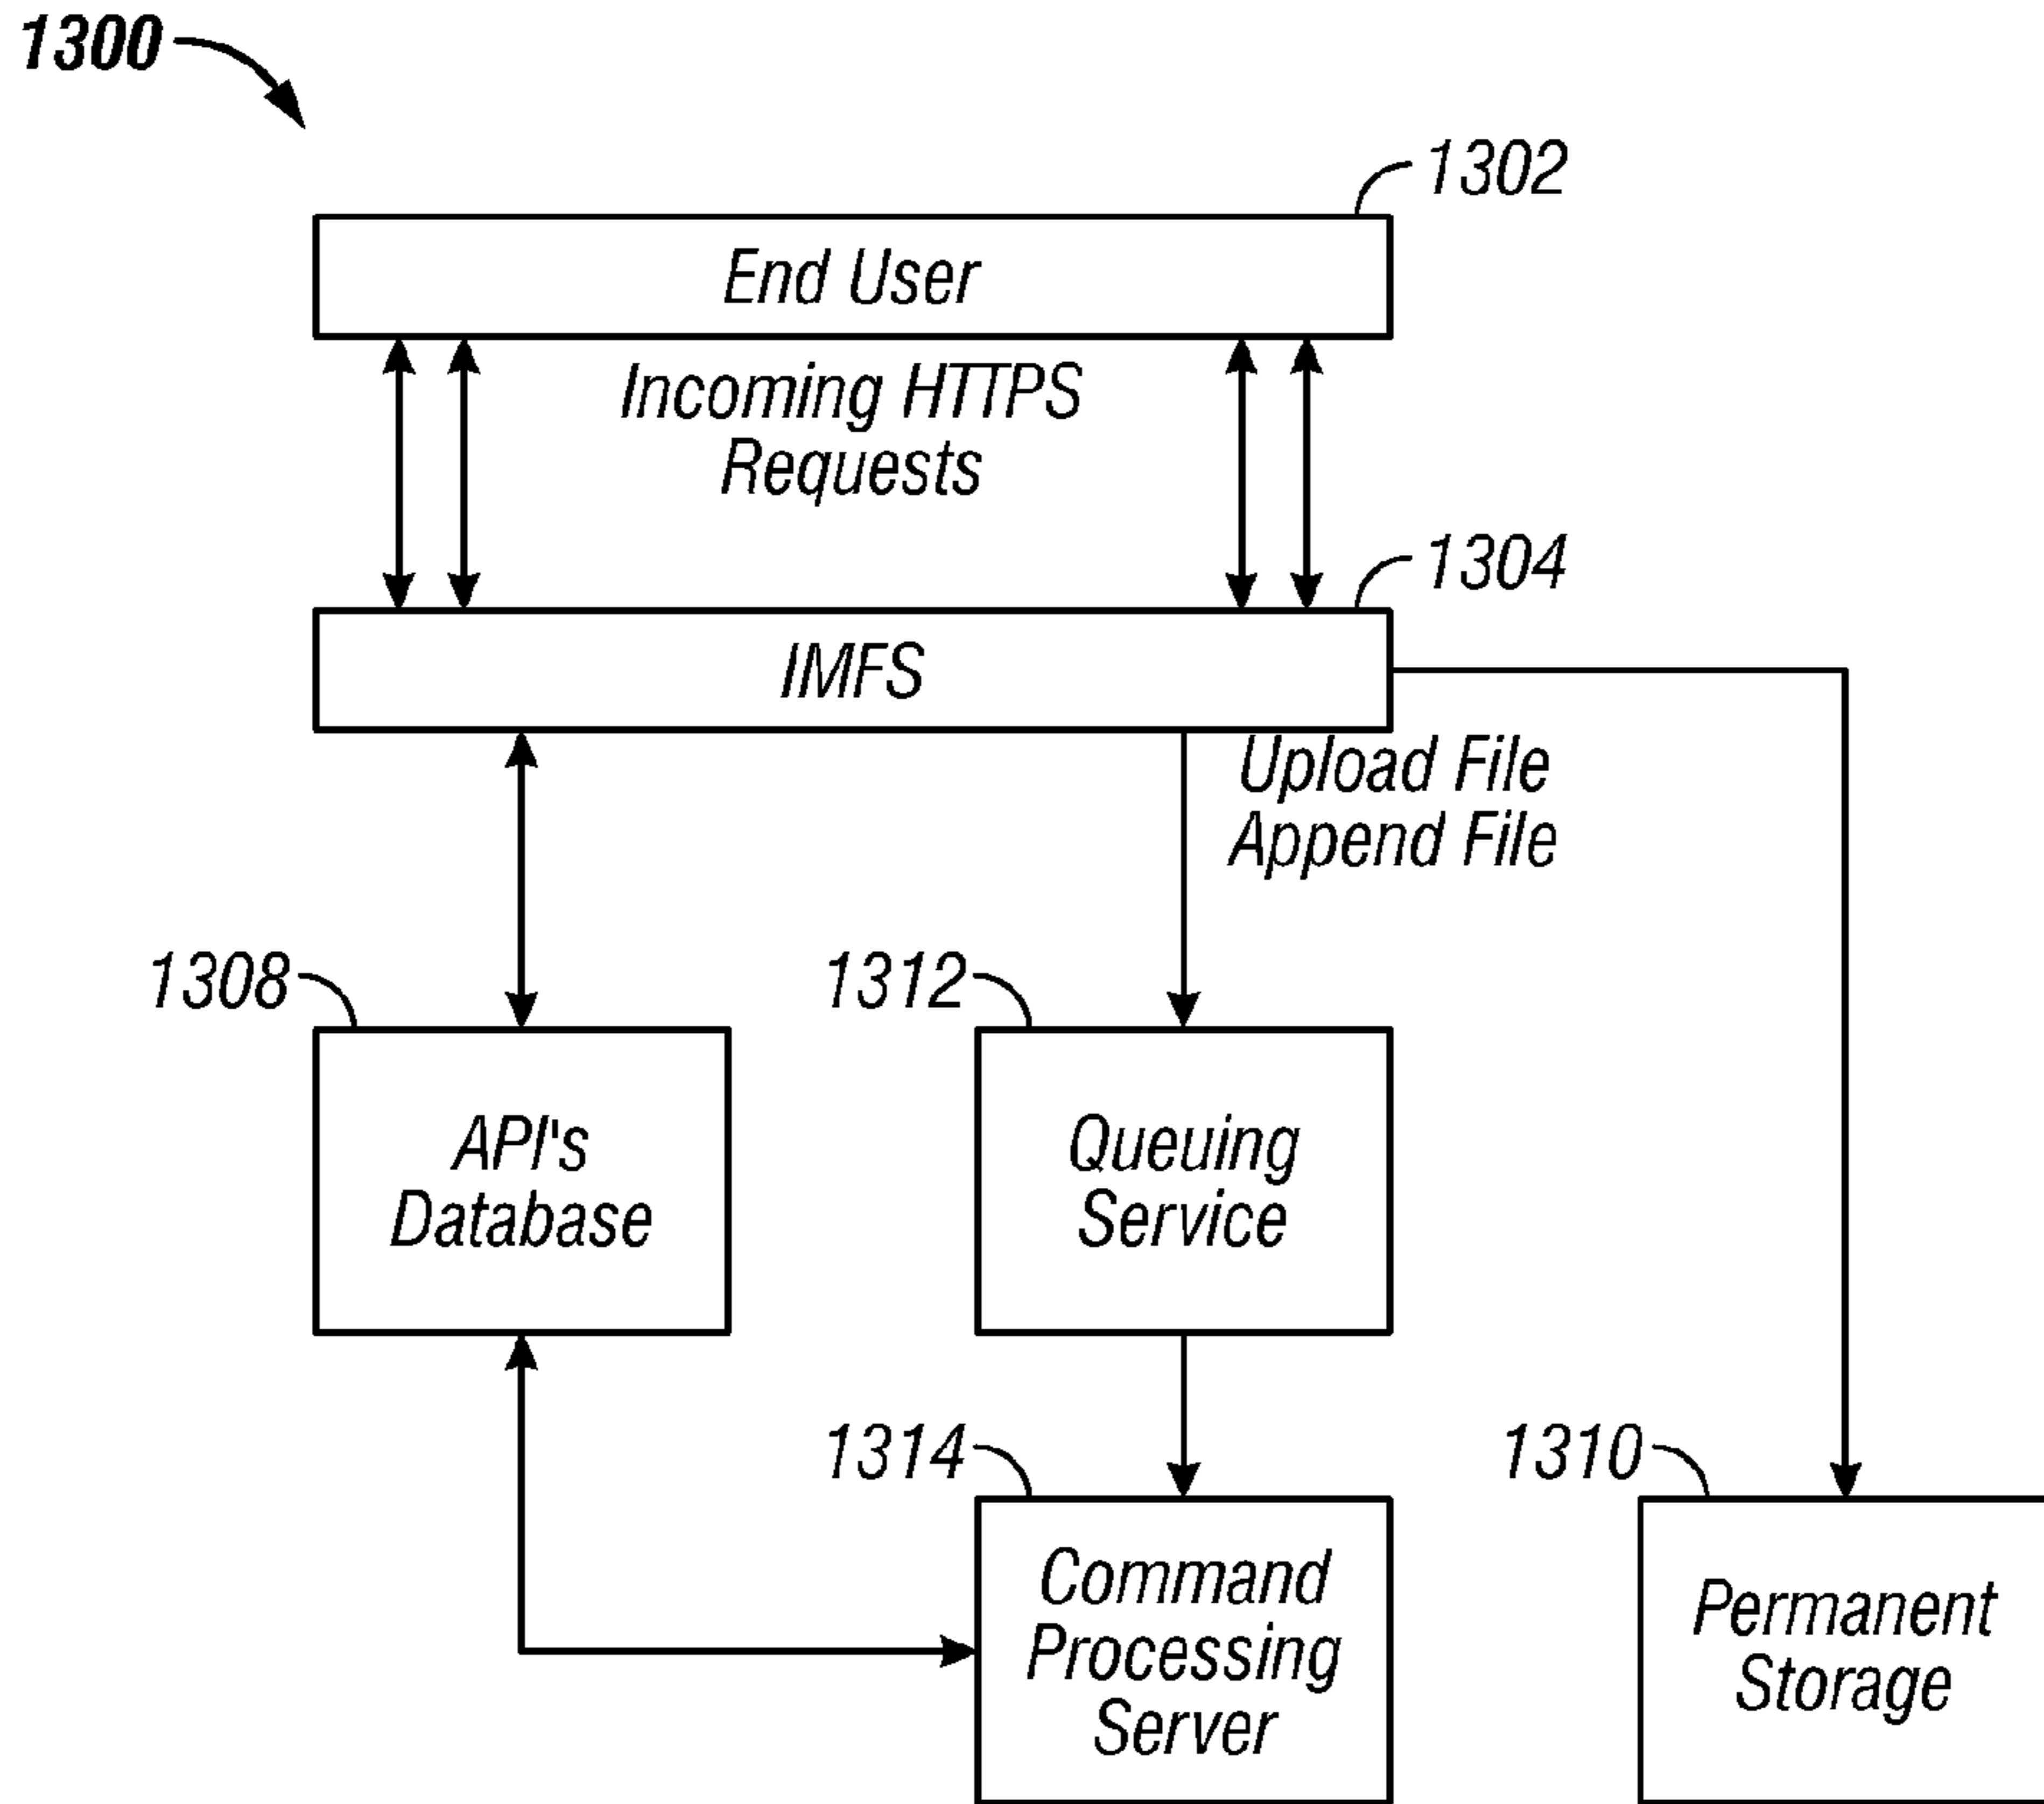 1300
1302
End User
Incoming HTTPS
Requests
1304
IMFS
Upload File
Append File
1308
1312
API's
Database
Queuing
Service
1314
1310
Command
Processing
Server
Permanent
Storage